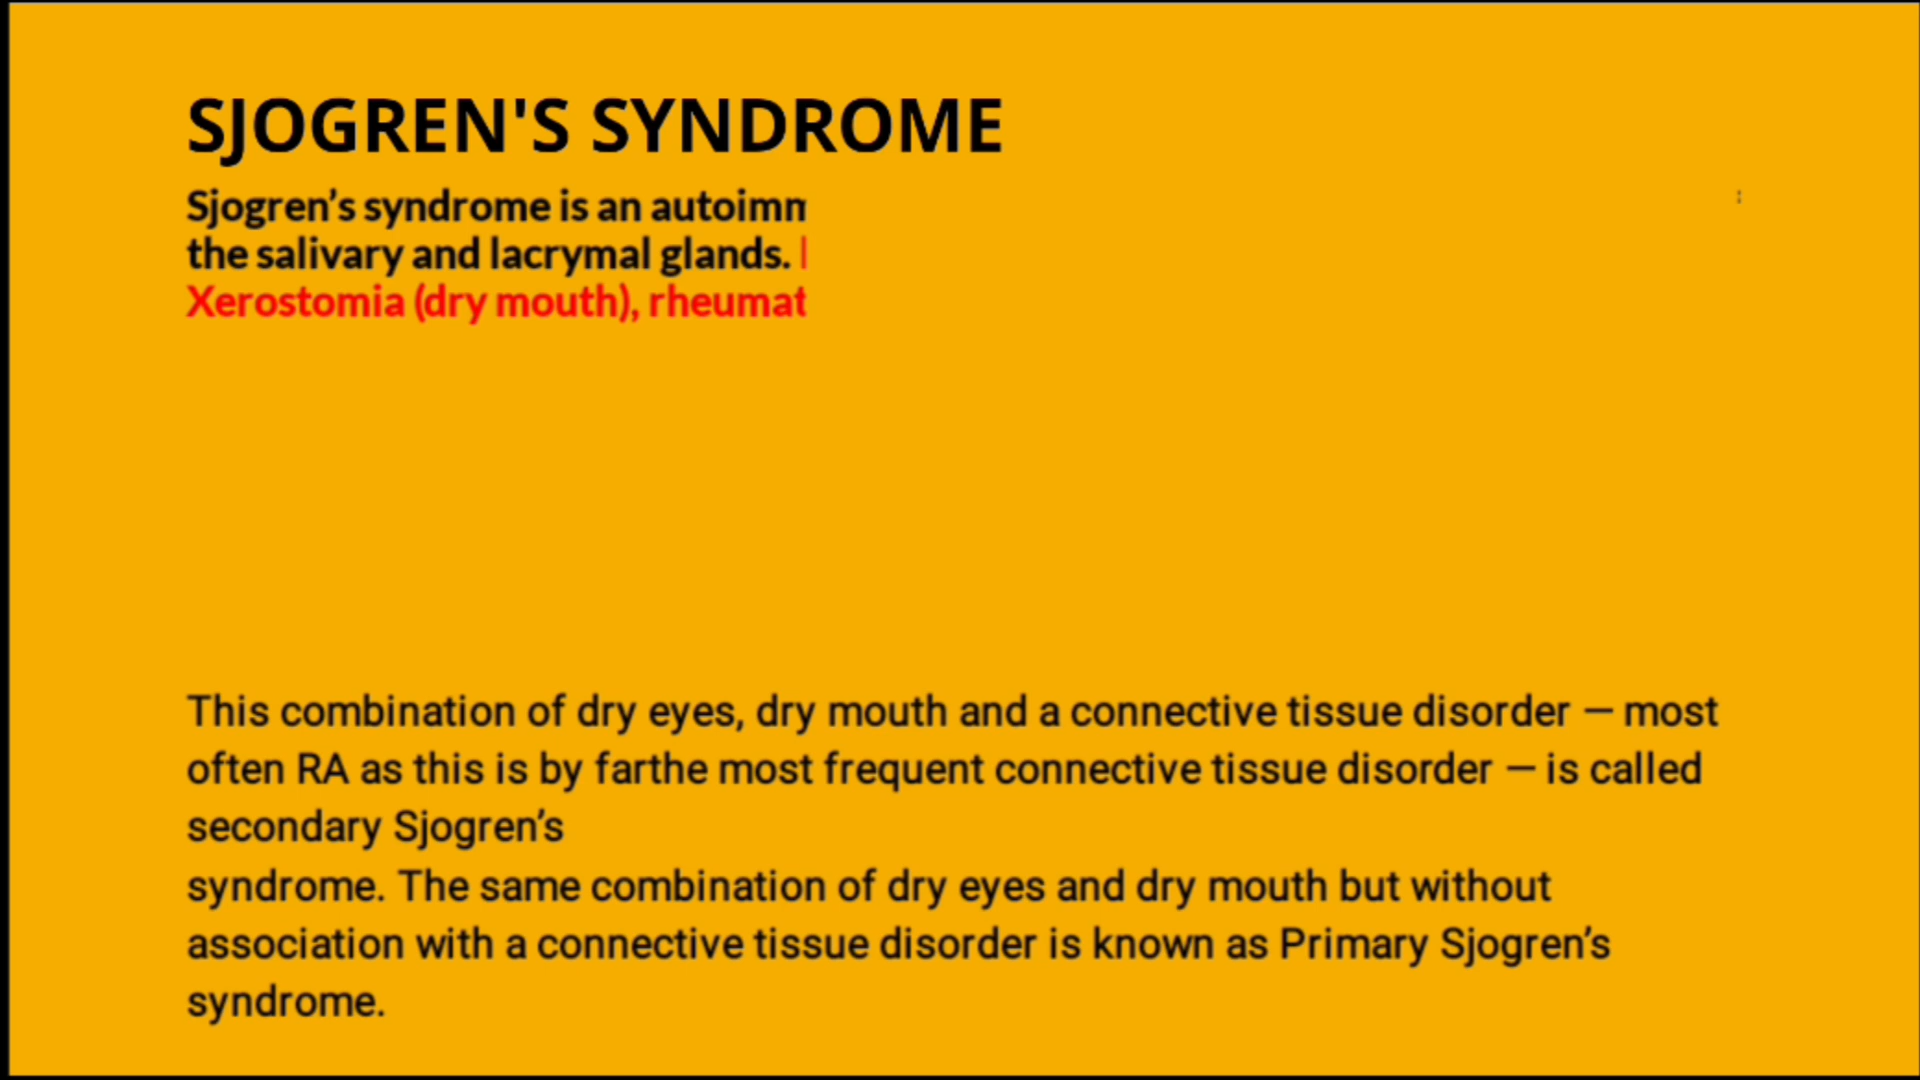 SJOGREN'S SYNDROME
Sjogren’s syndrome is an
the salivary and lacrymal glands.
Xerostomia (dry mouth),
This combination of dry eyes, dry mouth and a connective tissue disorder — most
often RA as this is by farthe most frequent connective tissue disorder — is called
secondary Sjogren’s
syndrome. The same combination of dry eyes and dry mouth but without
association with a connective tissue disorder is known as Primary Sjogren’s
syndrome.